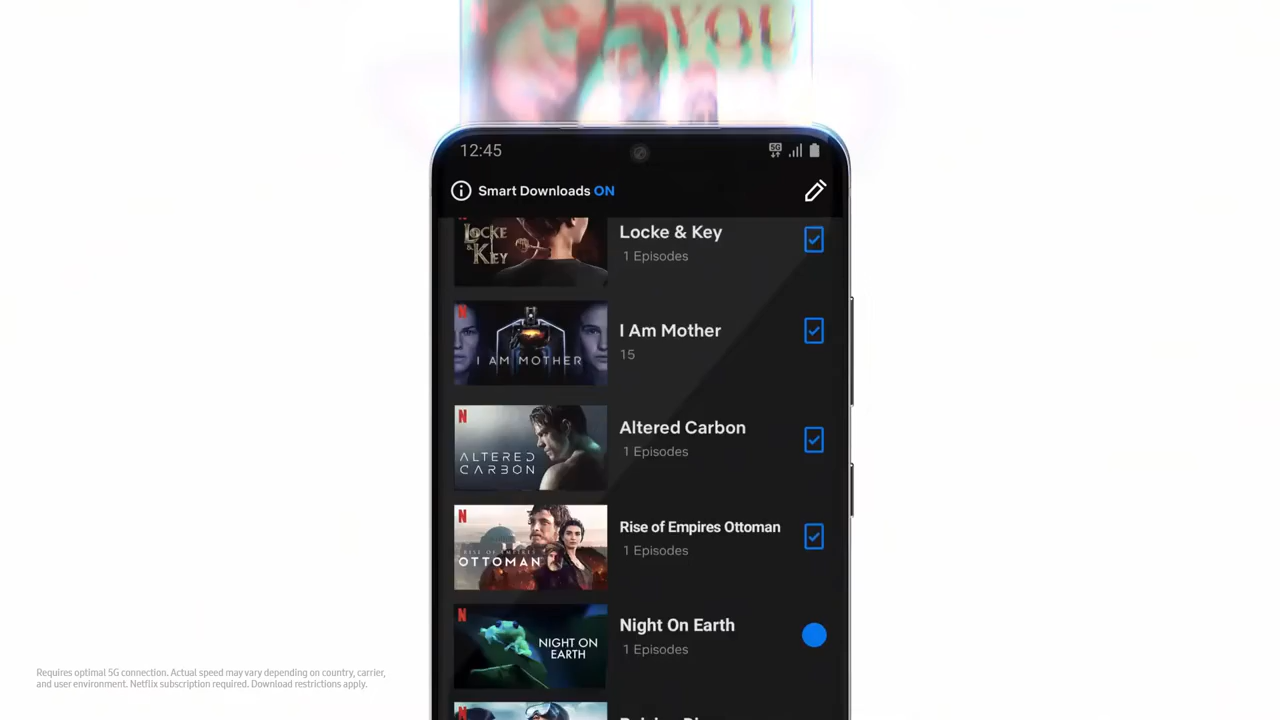 YOU
12:45
5G
Smart Downloads ON
LOCKE
& KEY
Locke & Key
1 Episodes
N
I AM MOTHER
I Am Mother
15
N
ALTERED
CARBON
Altered Carbon
1 Episodes
N
RISE OF EMPIRES
OTTOMAN
Rise of Empires Ottoman
1 Episodes
N
NIGHT ON
EARTH
Night On Earth
1 Episodes
N
Requires optimal 5G connection. Actual speed may vary depending on country, carrier,
and user environment. Netflix subscription required. Download restrictions apply.